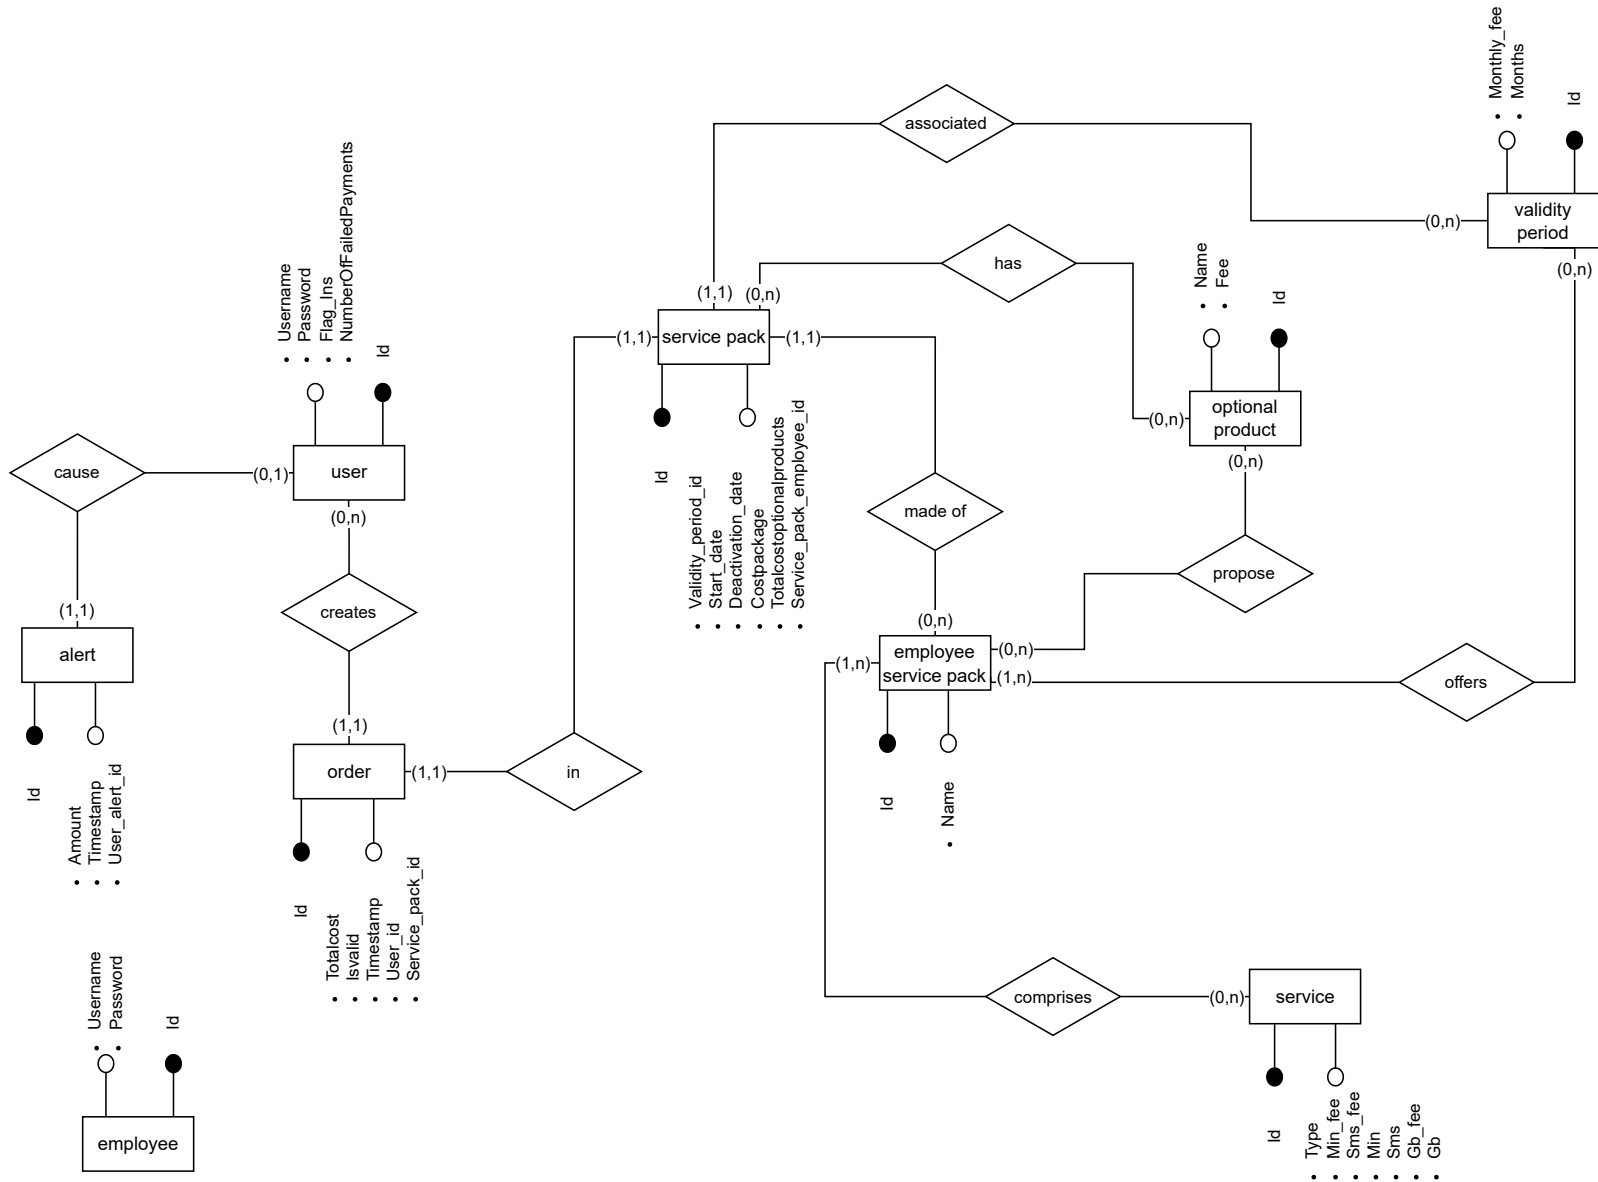 Monthly_fee
Months
Id
associated
validity
period
(0,n)
(0,n)
Username
Password
Flag_Ins
NumberOfFailedPayments
Id
has
Name
Fee
Id
(1,1)
(0,n)
(1,1)
service pack
(1,1)
optional
product
(0,n)
(0,n)
Id
Validity_period_id
Start_date
Deactivation_date
Costpackage
Totalcostoptionalproducts
Service_pack_employee_id
cause
(0,1)
user
(0,n)
made of
propose
creates
(1,1)
alert
(0,n)
employee
service pack
(0,n)
(1,n)
(1,n)
offers
Id
Amount
Timestamp
User_alert_id
(1,1)
order
(1,1)
in
Id
Name
Id
Totalcost
Isvalid
Timestamp
User_id
Service_pack_id
Username
Password
Id
employee
comprises
(0,n)
service
Id
Type
Min_fee
Sms_fee
Min
Sms
Gb_fee
Gb